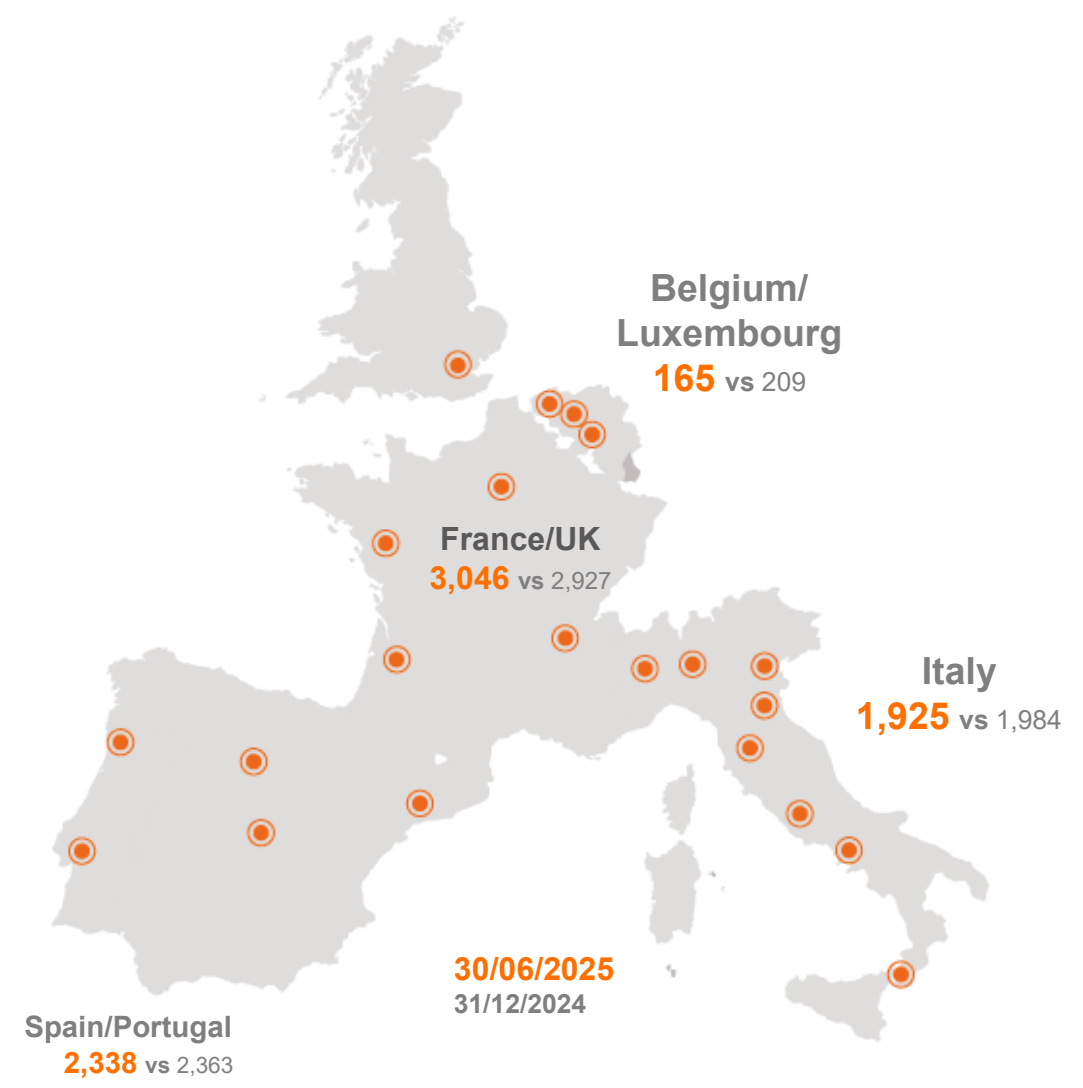 Belgium/
Luxembourg
165 vs 209
France/UK
3,046 vs 2,927
Italy
1,925 vs 1,984
30/06/2025
31/12/2024
Spain/Portugal
2,338 vs 2,363